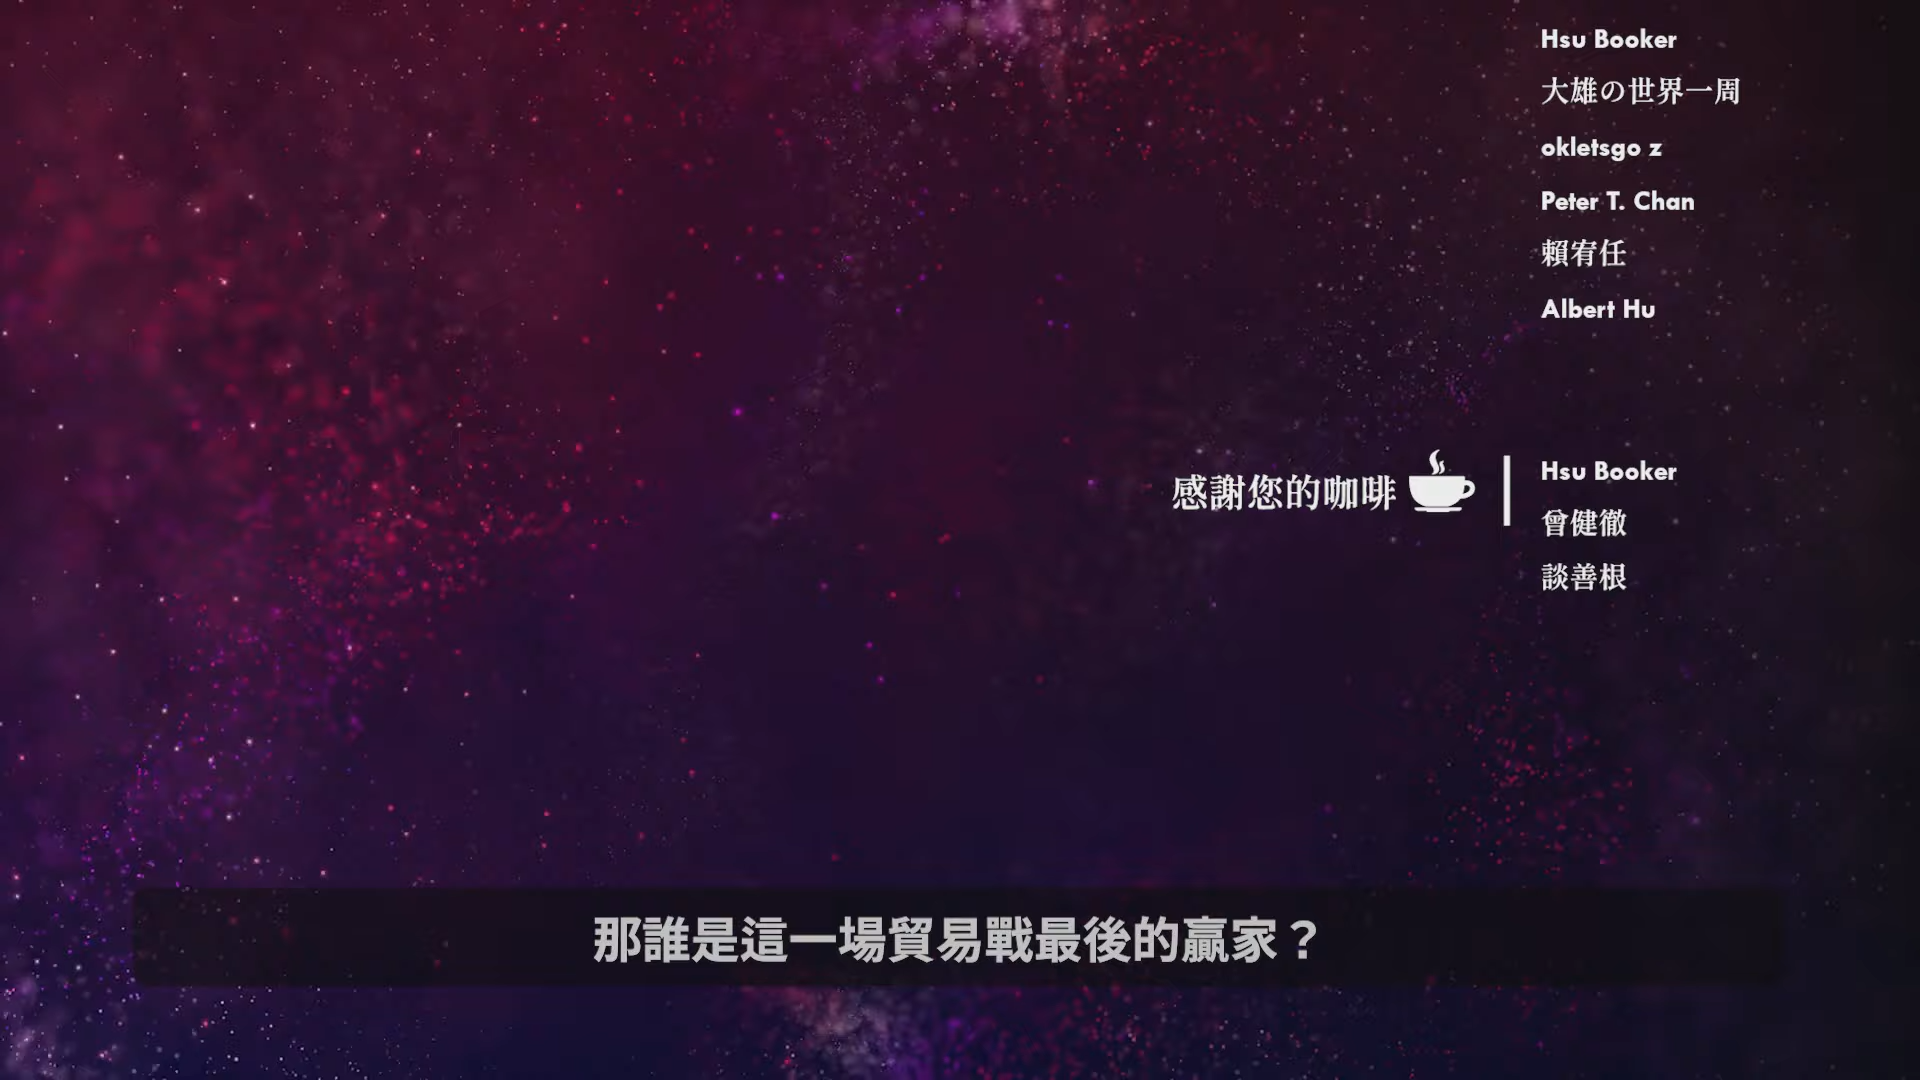 Hsu Booker
大雄の世界一周
okletsgo z
Peter T. Chan
賴宥任
Albert Hu
感謝您的咖啡
Hsu Booker
曾健徹
談善根
那誰是這一場貿易戰最後的贏家？